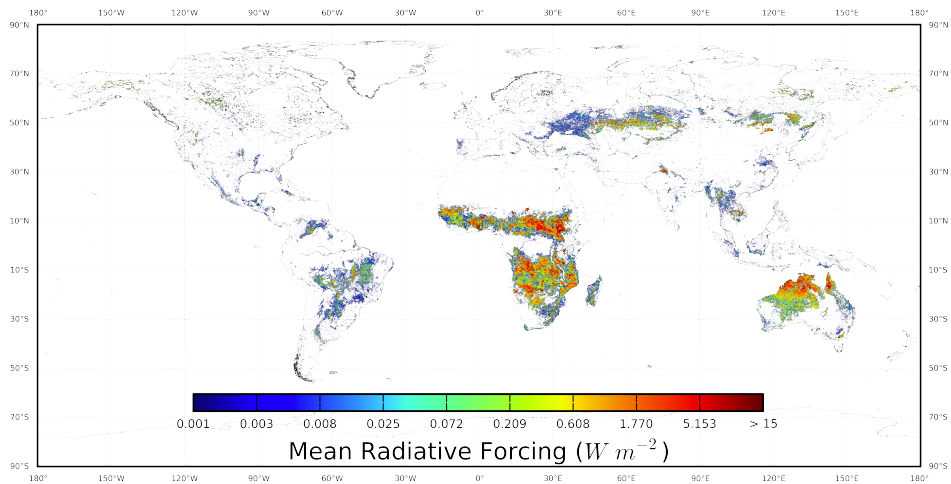 180° 150°W 120°W 90°W 60°W 30°W 0° 30°E 60°E 90°E 120°E 150°E 180°
90°N 90°N
70°N 70°N
50°N 50°N
30°N 30°N
10°N 10°N
10°S 10°S
30°S 30°S
50°S 50°S
70°S 70°S
0.001 0.003 0.008 0.025 0.072 0.209 0.608 1.770 5.153 > 15
Mean Radiative Forcing (W m⁻²)
90°S 90°S
180° 150°W 120°W 90°W 60°W 30°W 0° 30°E 60°E 90°E 120°E 150°E 180°